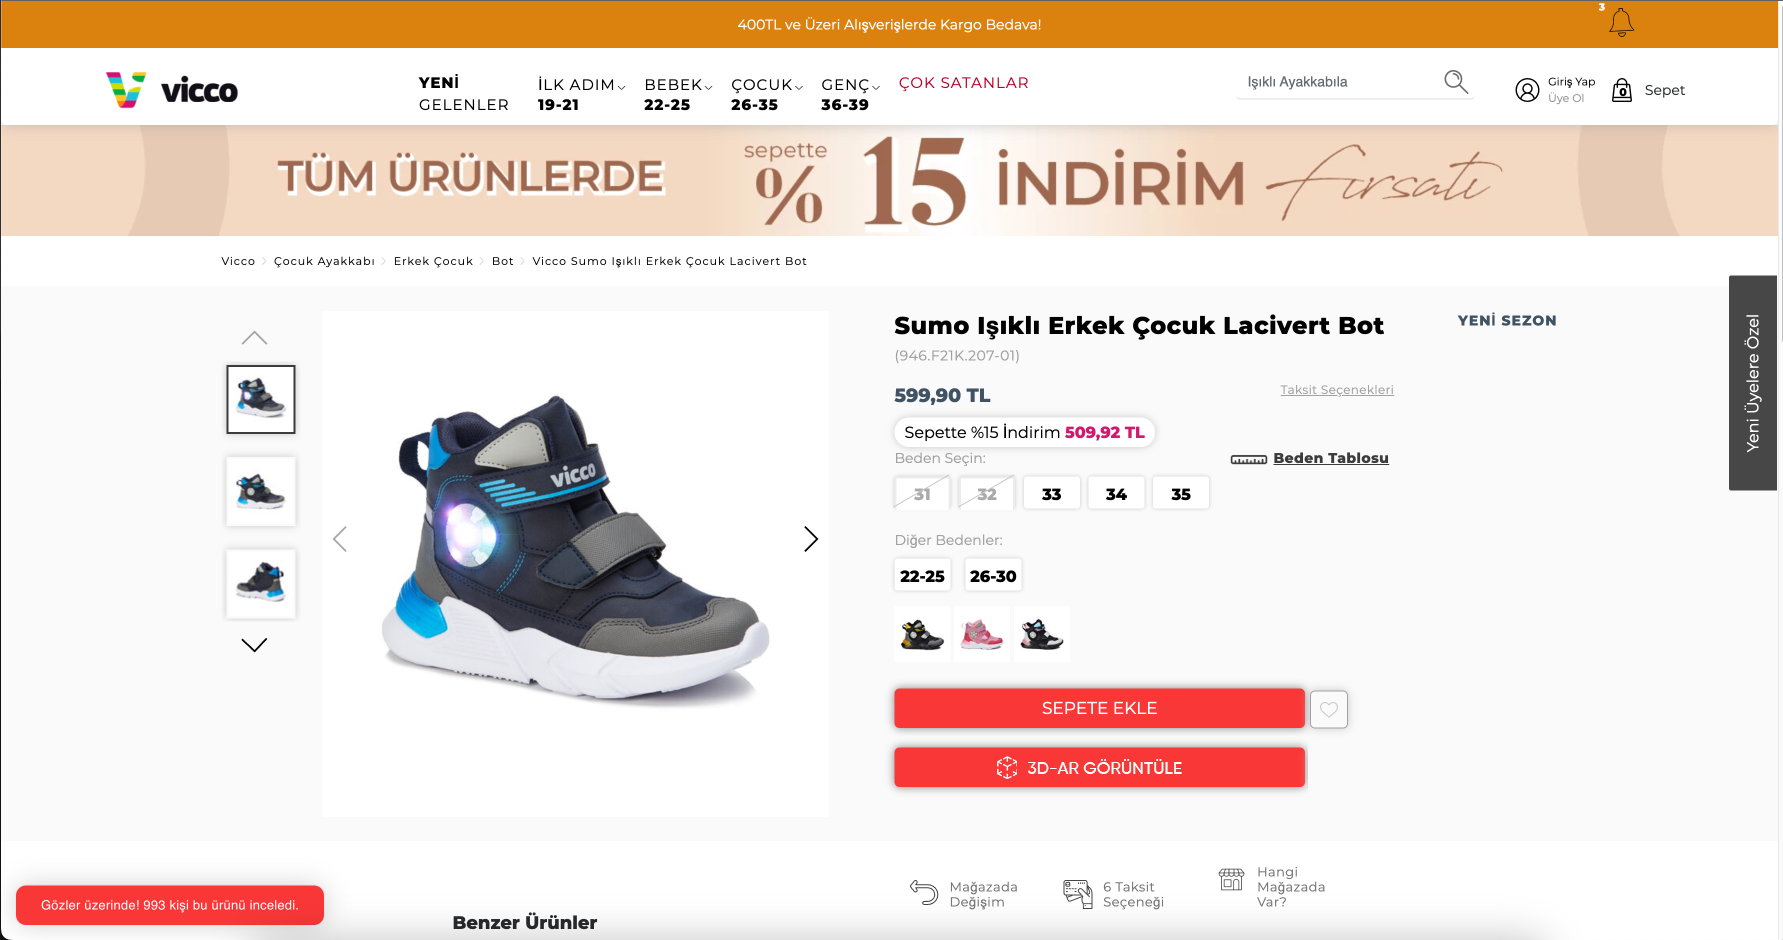 400TL ve Üzeri Alışverişlerde Kargo Bedava!
3
vicco
YENİ
GELENLER
İLK ADIM
19-21
BEBEK
22-25
ÇOCUK
26-35
GENÇ
36-39
ÇOK SATANLAR
Işıklı Ayakkabıla
Giriş Yap
Üye Ol
0
Sepet
TÜM ÜRÜNLERDE
sepette
% 15 İNDİRİM Fırsatı
Vicco
Çocuk Ayakkabı
Erkek Çocuk
Bot
Vicco Sumo Işıklı Erkek Çocuk Lacivert Bot
vicco
Sumo Işıklı Erkek Çocuk Lacivert Bot
YENİ SEZON
(946.F21K.207-01)
599,90 TL
Taksit Seçenekleri
Sepette %15 İndirim 509,92 TL
Beden Seçin:
Beden Tablosu
31 32 33 34 35
Diğer Bedenler:
22-25 26-30
SEPETE EKLE
3D-AR GÖRÜNTÜLE
Yeni Üyelere Özel
Mağazada
Değişim
6 Taksit
Seçeneği
Hangi
Mağazada
Var?
Gözler üzerinde! 993 kişi bu ürünü inceledi.
Benzer Ürünler